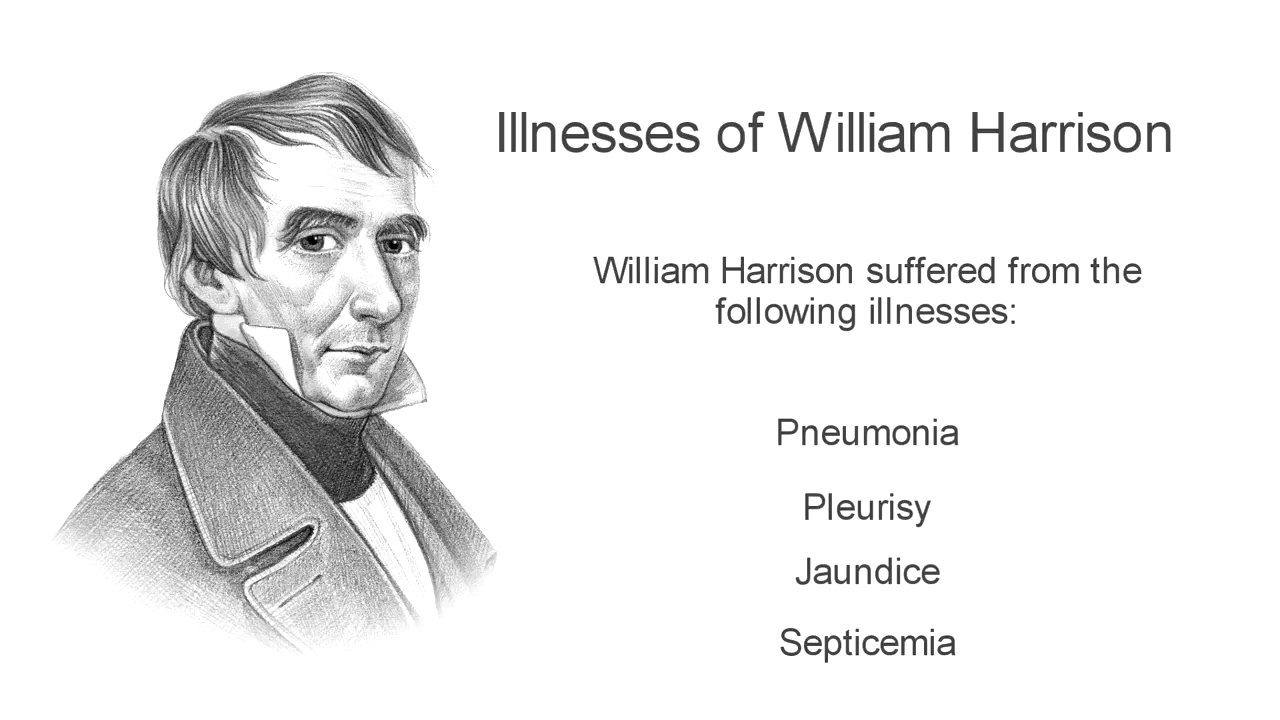 Illnesses of William Harrison
William Harrison suffered from the
following illnesses:
Pneumonia
Pleurisy
Jaundice
Septicemia